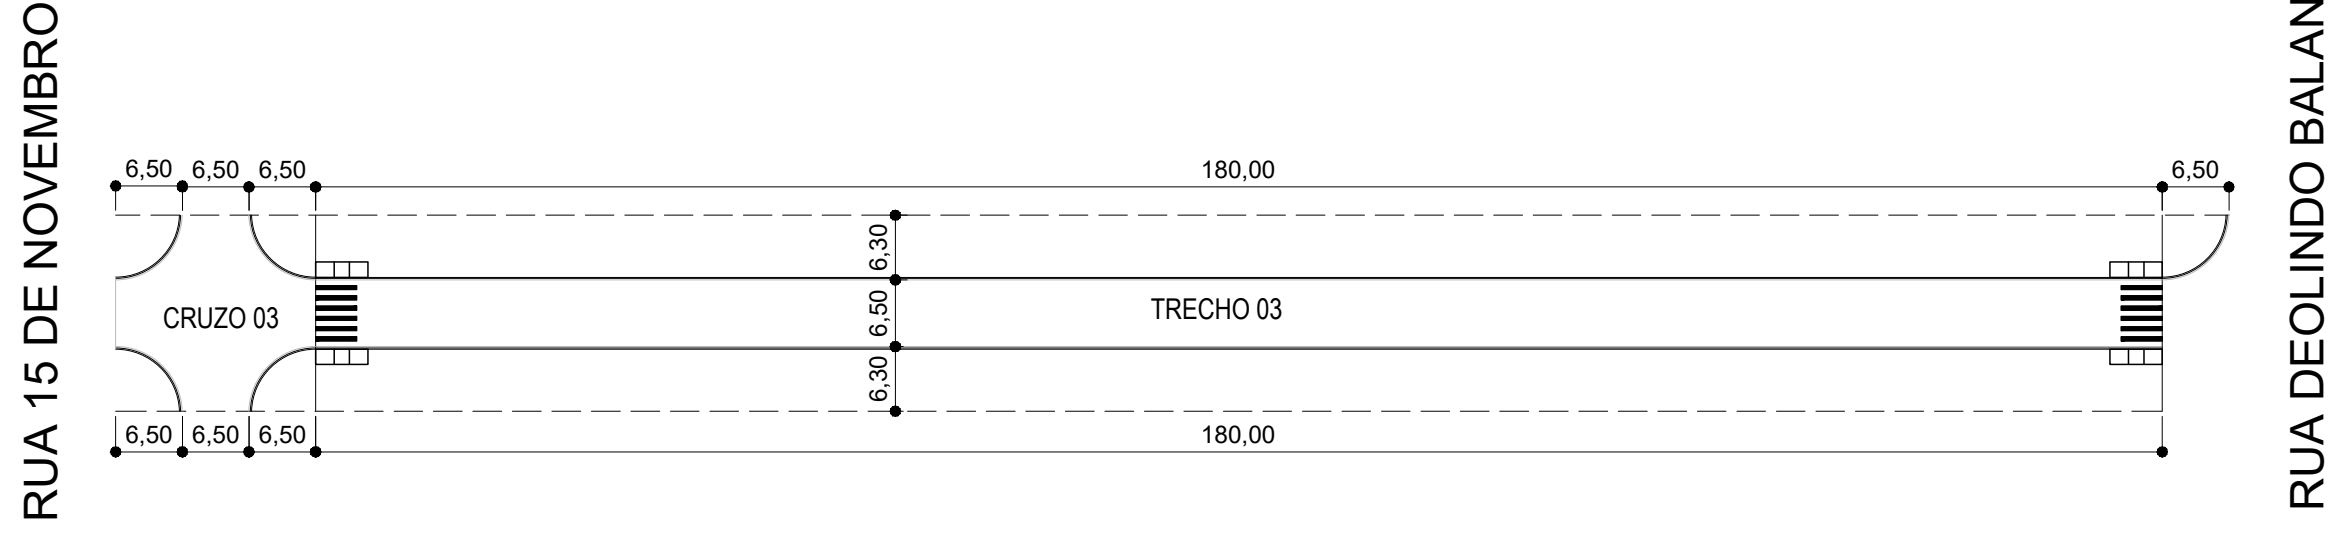 RUA 15 DE NOVEMBRO
6,50 6,50 6,50 180,00 6,50
6,30
CRUZO 03
6,50
TRECHO 03
6,30
6,50 6,50 6,50 180,00
RUA DEOLINDO BALAN